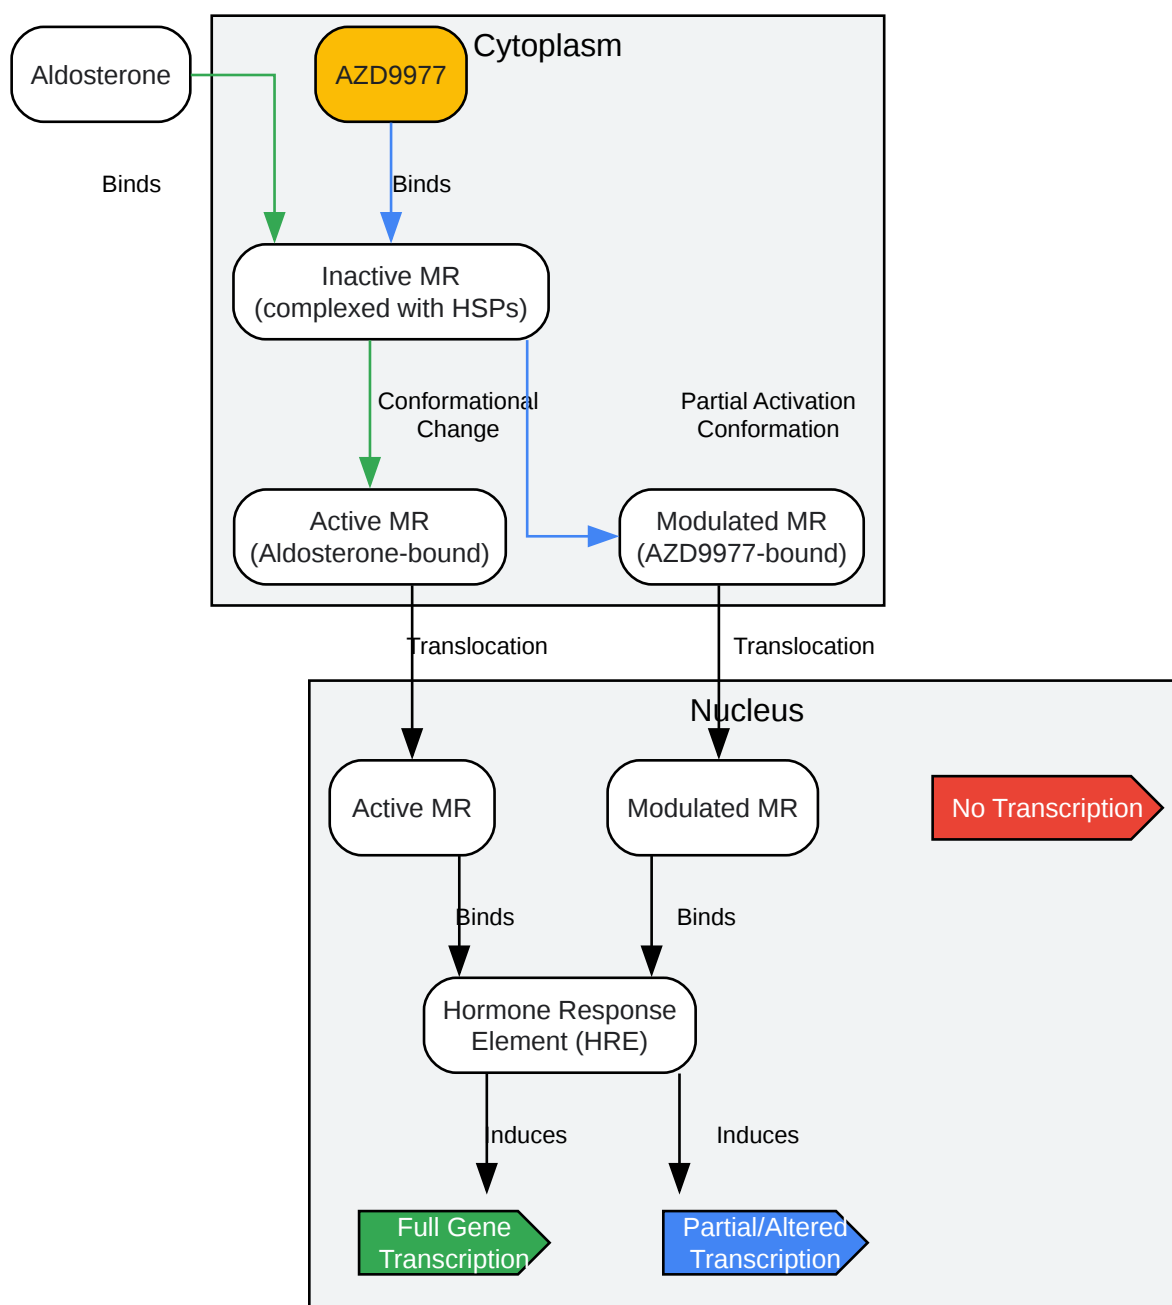 Cytoplasm
Aldosterone
AZD9977
Binds
Binds
Inactive MR
(complexed with HSPs)
Conformational
Change
Partial Activation
Conformation
Active MR
(Aldosterone-bound)
Modulated MR
(AZD9977-bound)
Translocation
Translocation
Nucleus
Active MR
Modulated MR
No Transcription
Binds
Binds
Hormone Response
Element (HRE)
Induces
Induces
Full Gene
Transcription
Partial/Altered
Transcription